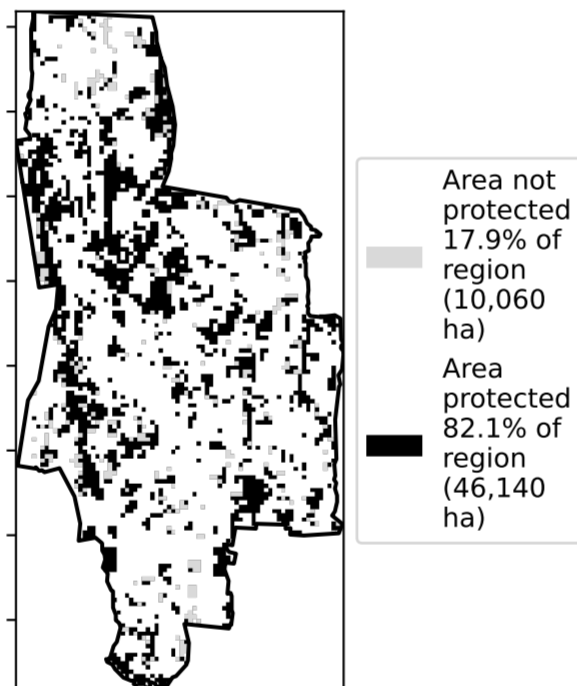 Area not
protected
17.9% of
region
(10,060
ha)
Area
protected
82.1% of
region
(46,140
ha)